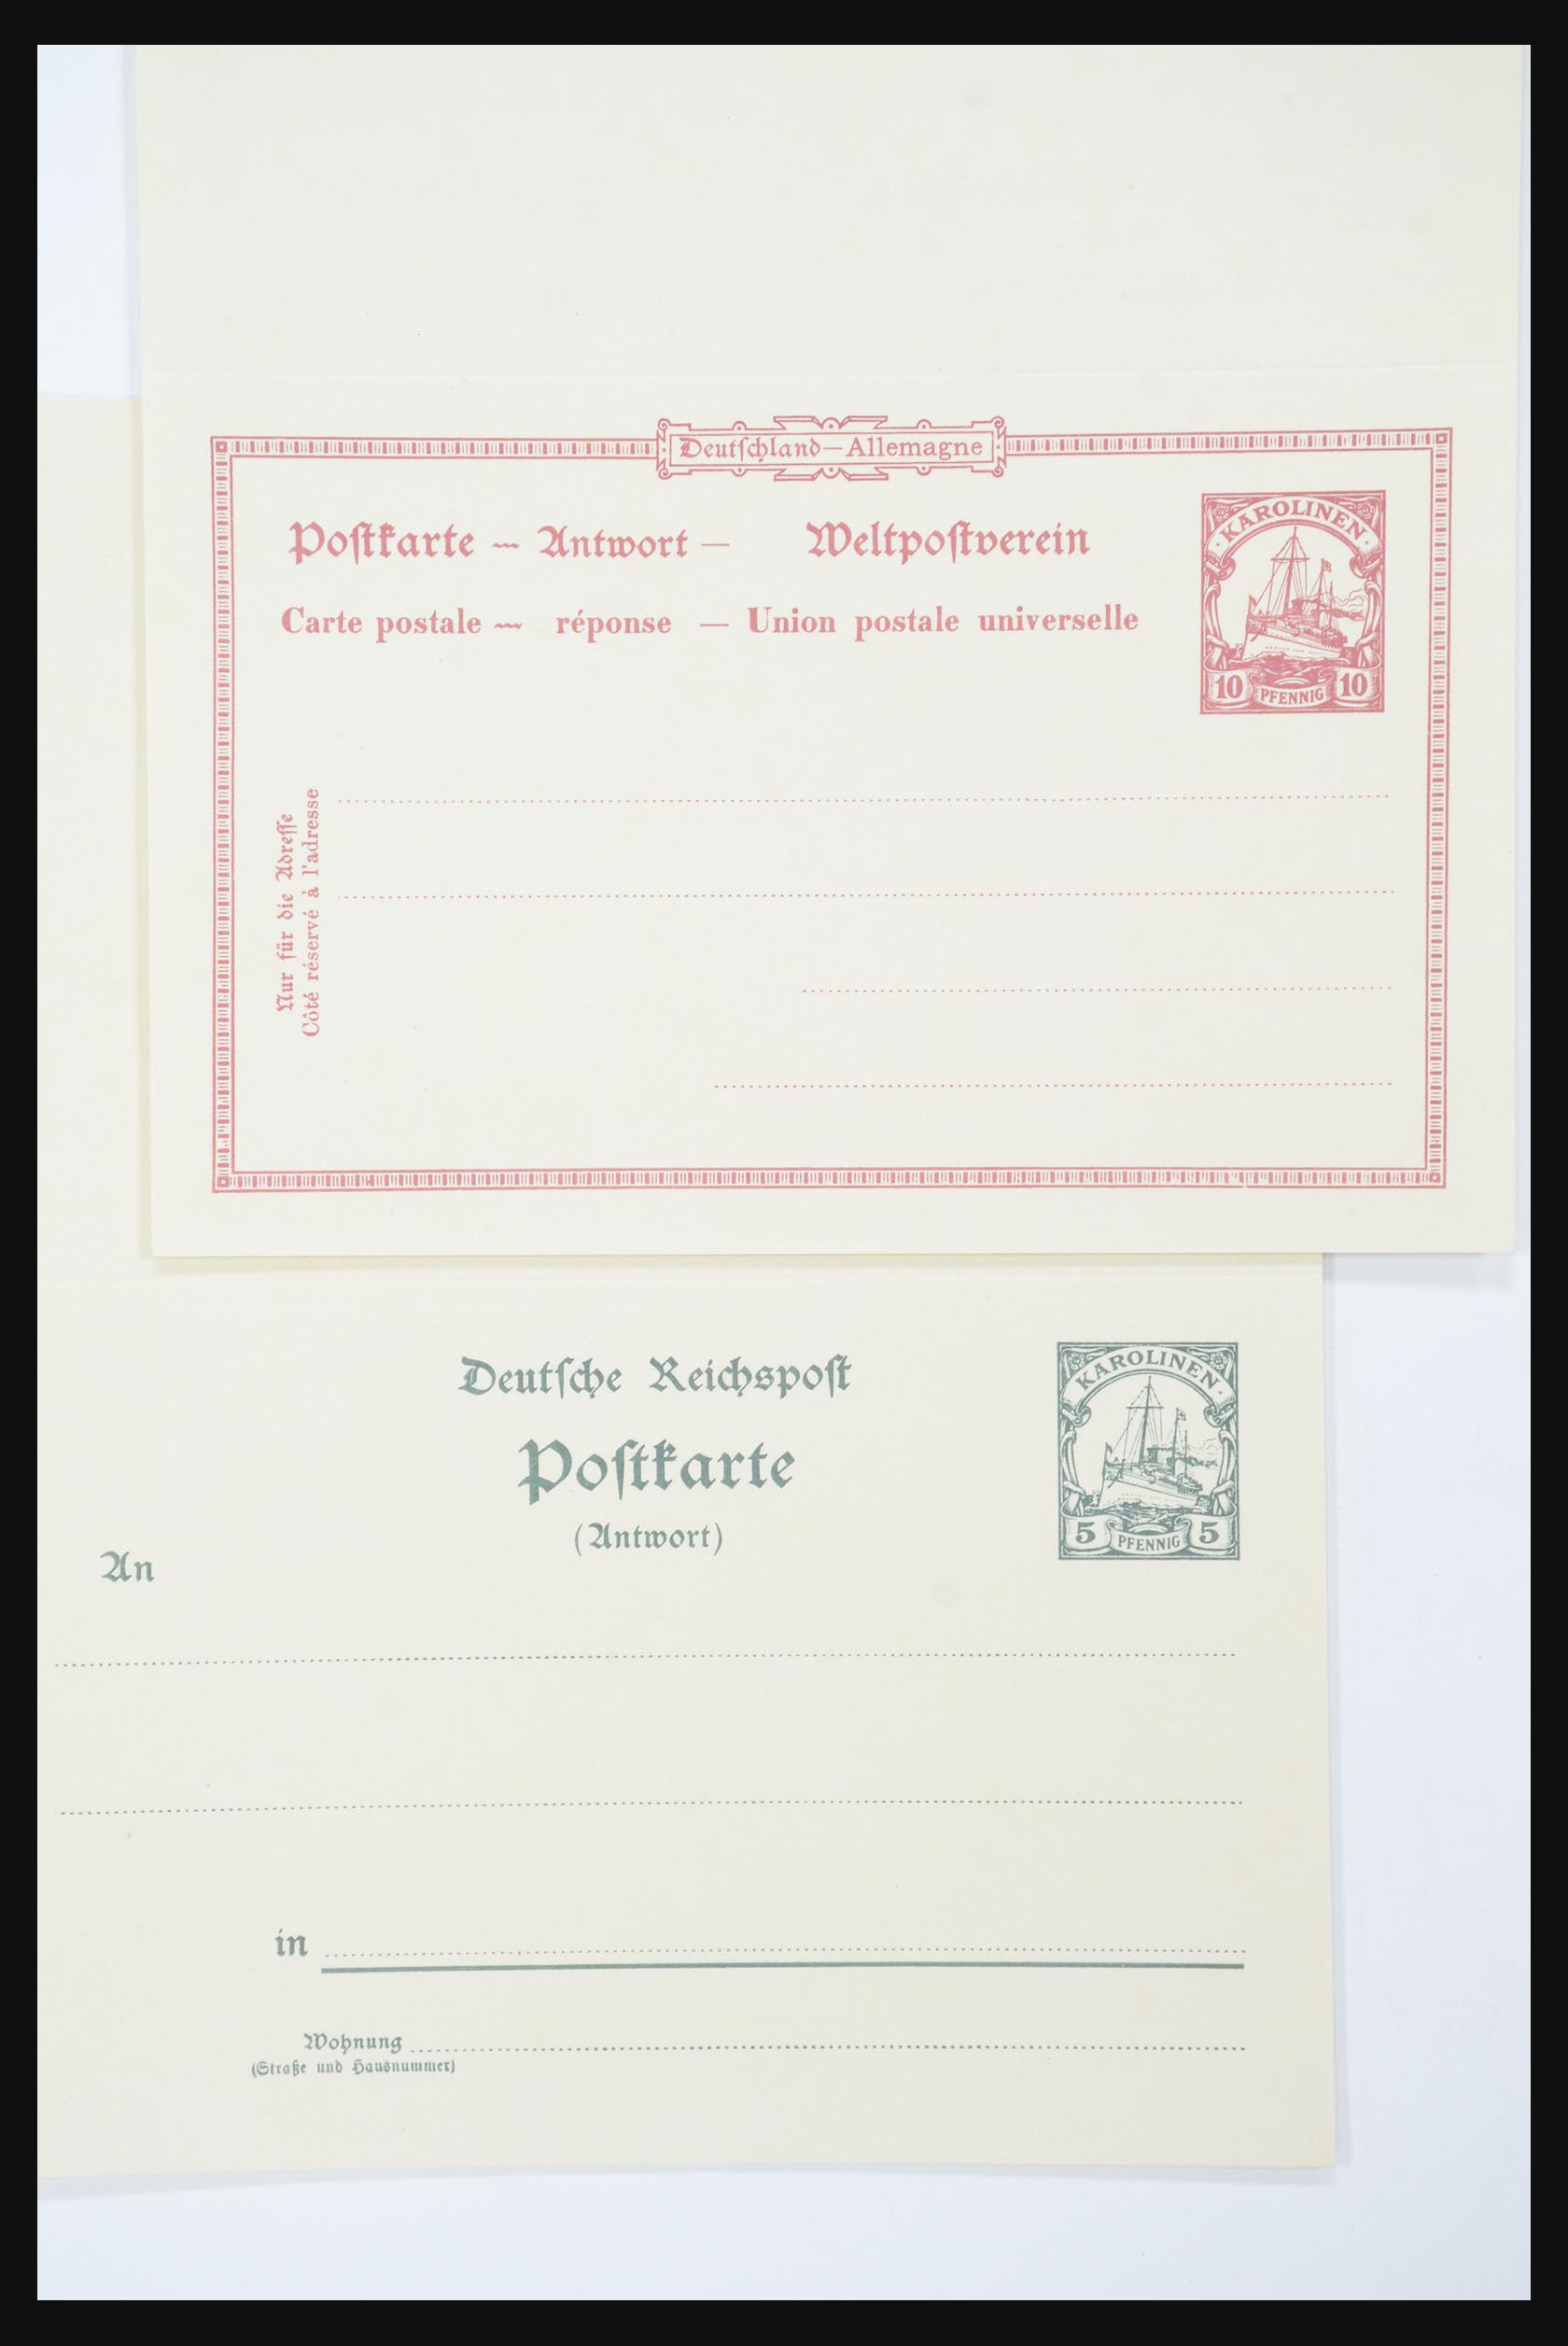 Deutſchland—Allemagne
Poſtkarte — Antwort — Weltpoſtverein
Carte postale — réponse — Union postale universelle
KAROLINEN
10 PFENNIG 10
Nur für die Adreſſe
Côté réservé à l'adresse
Deutſche Reichspoſt
Poſtkarte
(Antwort)
KAROLINEN
5 PFENNIG 5
An
in
Wohnung
(Straße und Hausnummer)